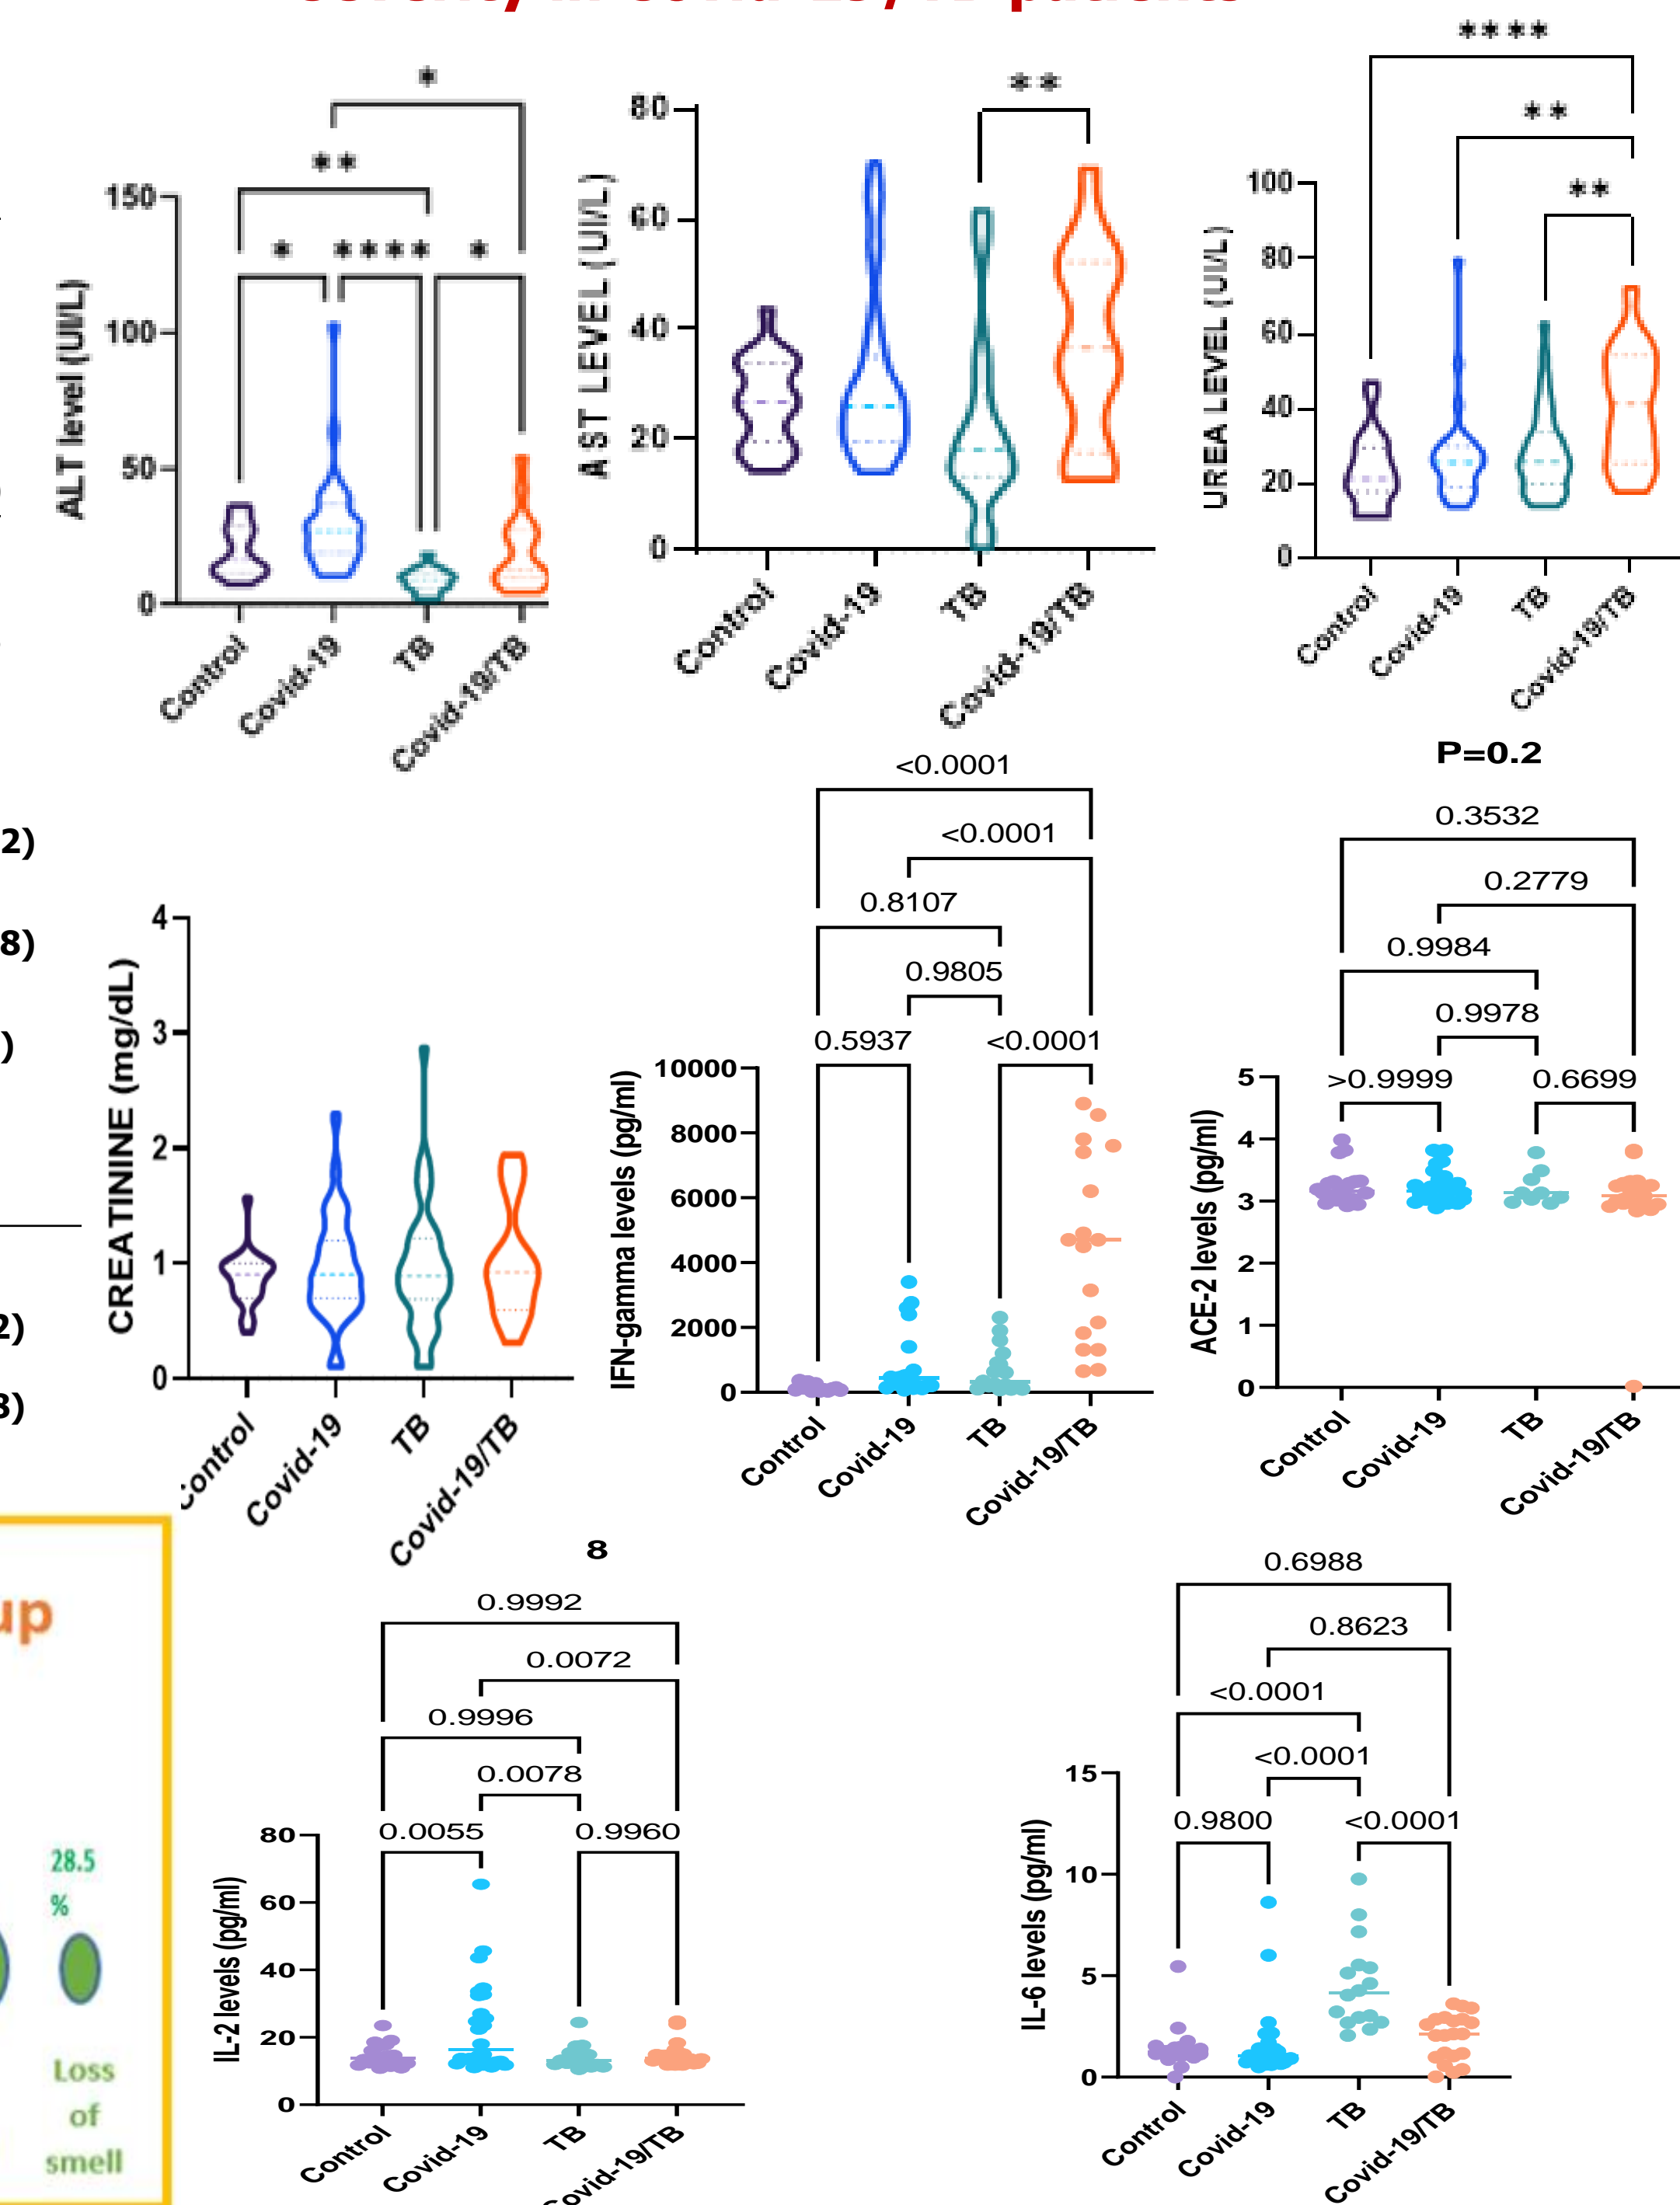 *
**
* **** *
150
100
50
0
ALT level (UI/L)
Control
Covid-19
TB
Covid-19/TB
**
80
60
40
20
0
AST LEVEL (UI/L)
Control
Covid-19
TB
Covid-19/TB
****
**
**
100
80
60
40
20
0
UREA LEVEL (UI/L)
Control
Covid-19
TB
Covid-19/TB
2)
8)
)
2)
4
3
2
1
0
CREATININE (mg/dL)
Control
Covid-19
TB
Covid-19/TB
<0.0001
<0.0001
0.8107
0.9805
0.5937
<0.0001
10000
8000
6000
4000
2000
0
IFN-gamma levels (pg/ml)
Control
Covid-19
TB
Covid-19/TB
P=0.2
0.3532
0.2779
0.9984
0.9978
>0.9999
0.6699
5
4
3
2
1
0
ACE-2 levels (pg/ml)
Control
Covid-19
TB
Covid-19/TB
up
28.5
%
Loss
of
smell
8
0.9992
0.0072
0.9996
0.0078
0.0055
0.9960
80
60
40
20
0
IL-2 levels (pg/ml)
Control
Covid-19
TB
Covid-19/TB
0.6988
0.8623
<0.0001
<0.0001
0.9800
<0.0001
15
10
5
0
IL-6 levels (pg/ml)
Control
Covid-19
TB
Covid-19/TB